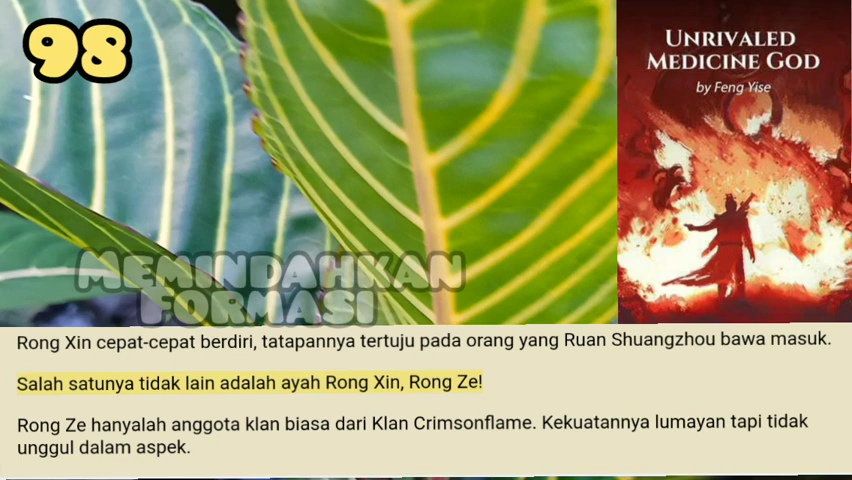 98
UNRIVALED
MEDICINE GOD
by Feng Yise
MEMINDAHKAN
FORMASI
Rong Xin cepat-cepat berdiri, tatapannya tertuju pada orang yang Ruan Shuangzhou bawa masuk.
Salah satunya tidak lain adalah ayah Rong Xin, Rong Ze!
Rong Ze hanyalah anggota klan biasa dari Klan Crimsonflame. Kekuatannya lumayan tapi tidak
unggul dalam aspek.